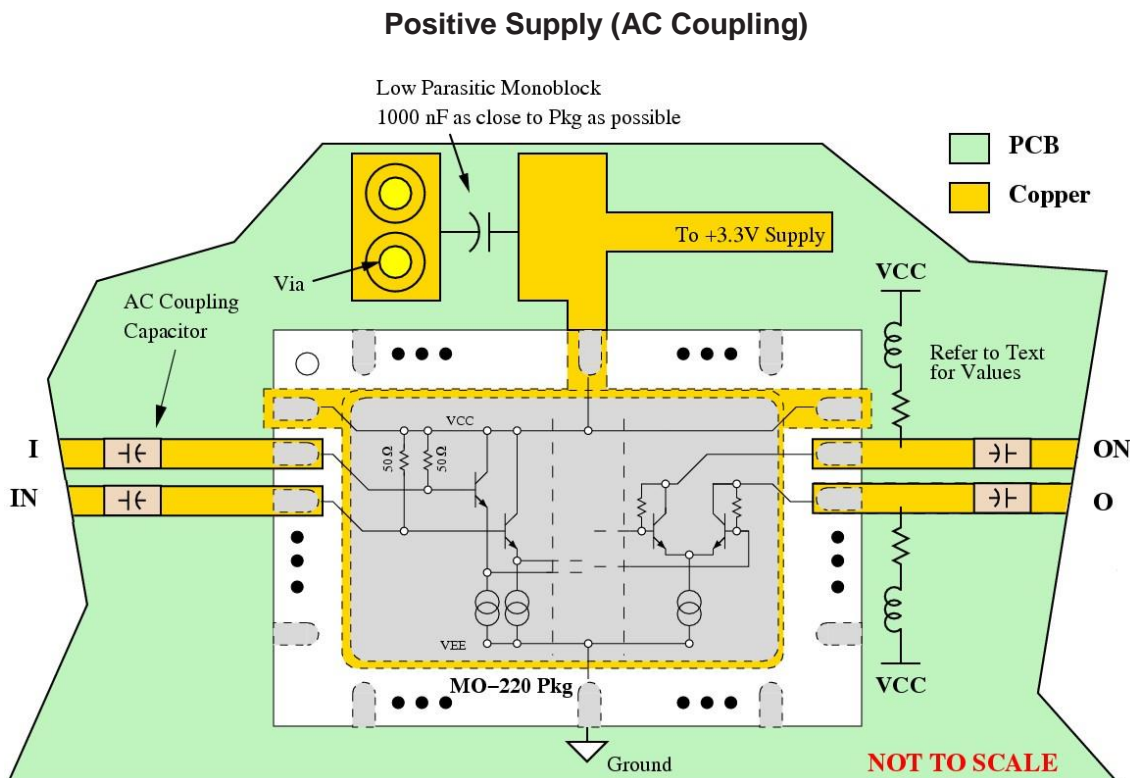 Positive Supply (AC Coupling)
Low Parasitic Monoblock
1000 nF as close to Pkg as possible
PCB
Copper
To +3.3V Supply
Via
VCC
AC Coupling
Capacitor
Refer to Text
for Values
VCC
I
50 Ω
50 Ω
ON
IN
O
VEE
MO–220 Pkg
VCC
Ground
NOT TO SCALE